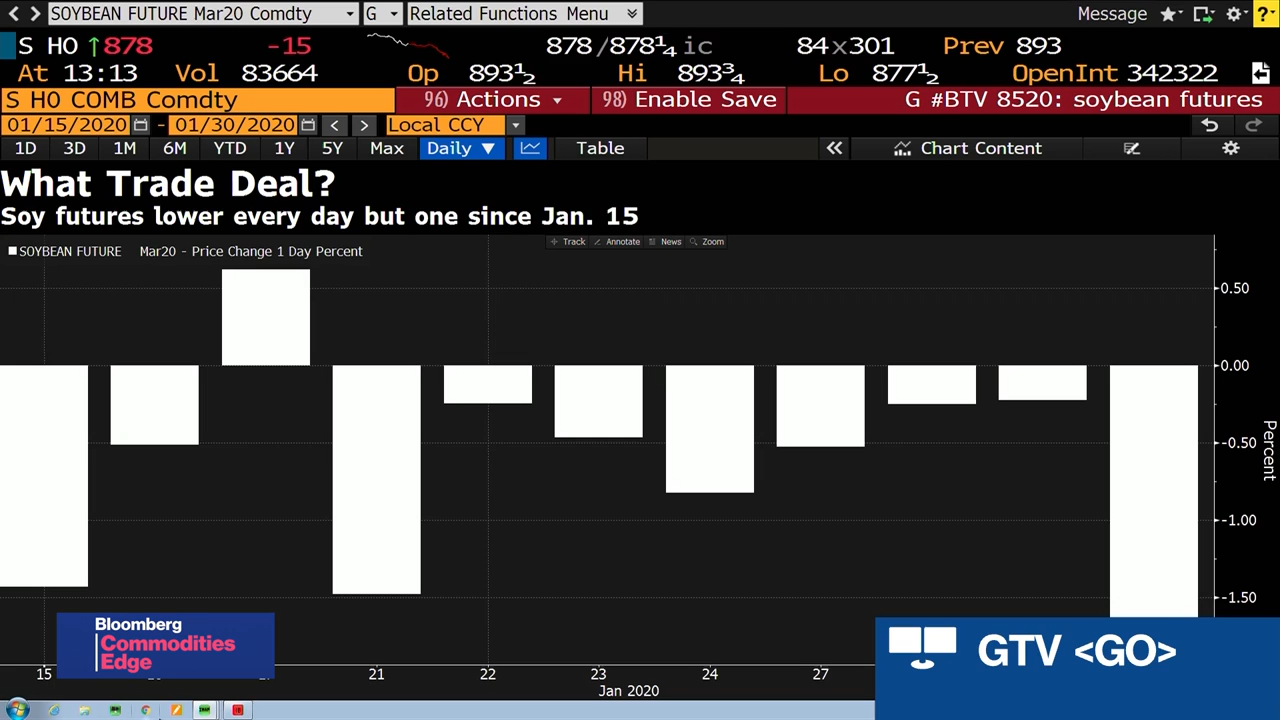 SOYBEAN FUTURE Mar20 Comdty G Related Functions Menu Message ?
S H0 ↑878 -15 878/878¼ ic 84x301 Prev 893
At 13:13 Vol 83664 Op 893½ Hi 893¾ Lo 877½ OpenInt 342322
S H0 COMB Comdty 96) Actions 98) Enable Save G #BTV 8520: soybean futures
01/15/2020 - 01/30/2020 < > Local CCY
1D 3D 1M 6M YTD 1Y 5Y Max Daily ▼ Table « Chart Content
What Trade Deal?
Soy futures lower every day but one since Jan. 15
Track Annotate News Zoom
SOYBEAN FUTURE Mar20 - Price Change 1 Day Percent
0.50
0.00
-0.50
-1.00
-1.50
Percent
Bloomberg
Commodities
Edge
GTV <GO>
15 21 22 23 24 27
Jan 2020